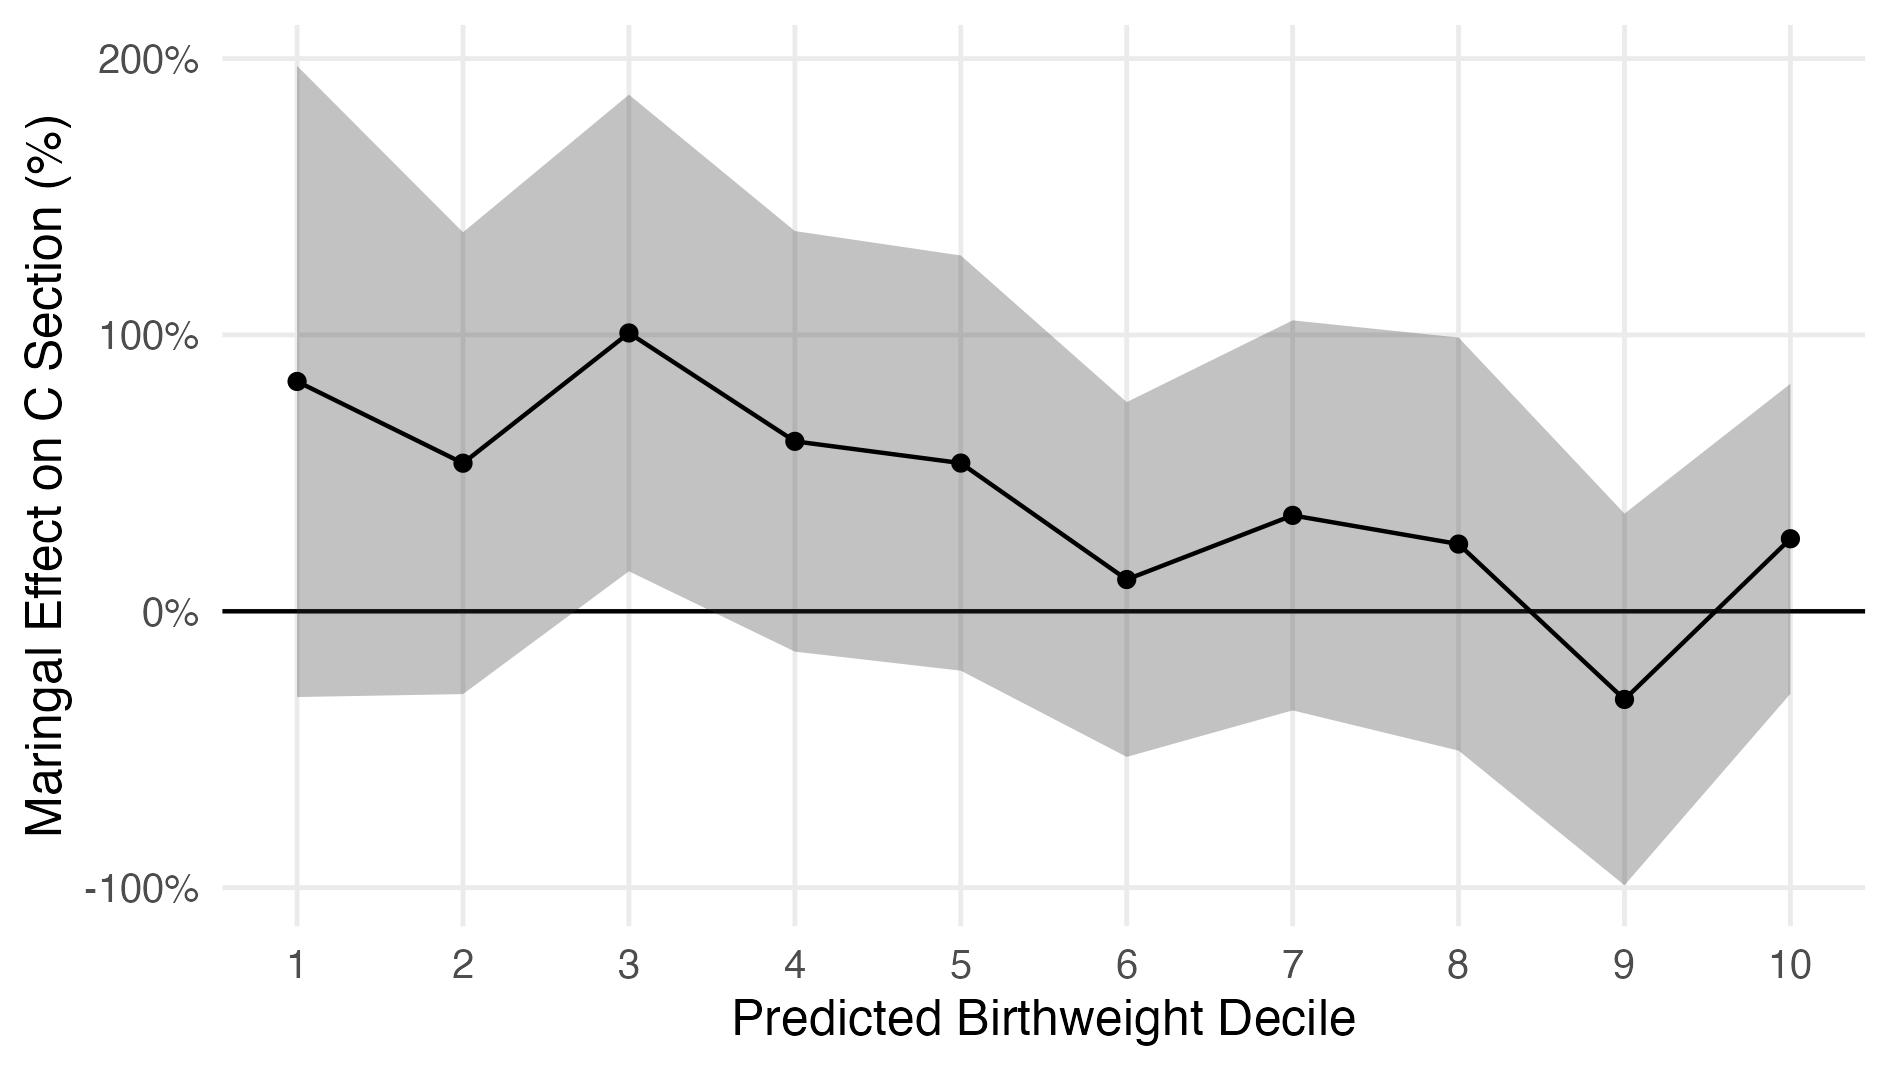 Maringal Effect on C Section (%)
200%
100%
0%
-100%
1 2 3 4 5 6 7 8 9 10
Predicted Birthweight Decile